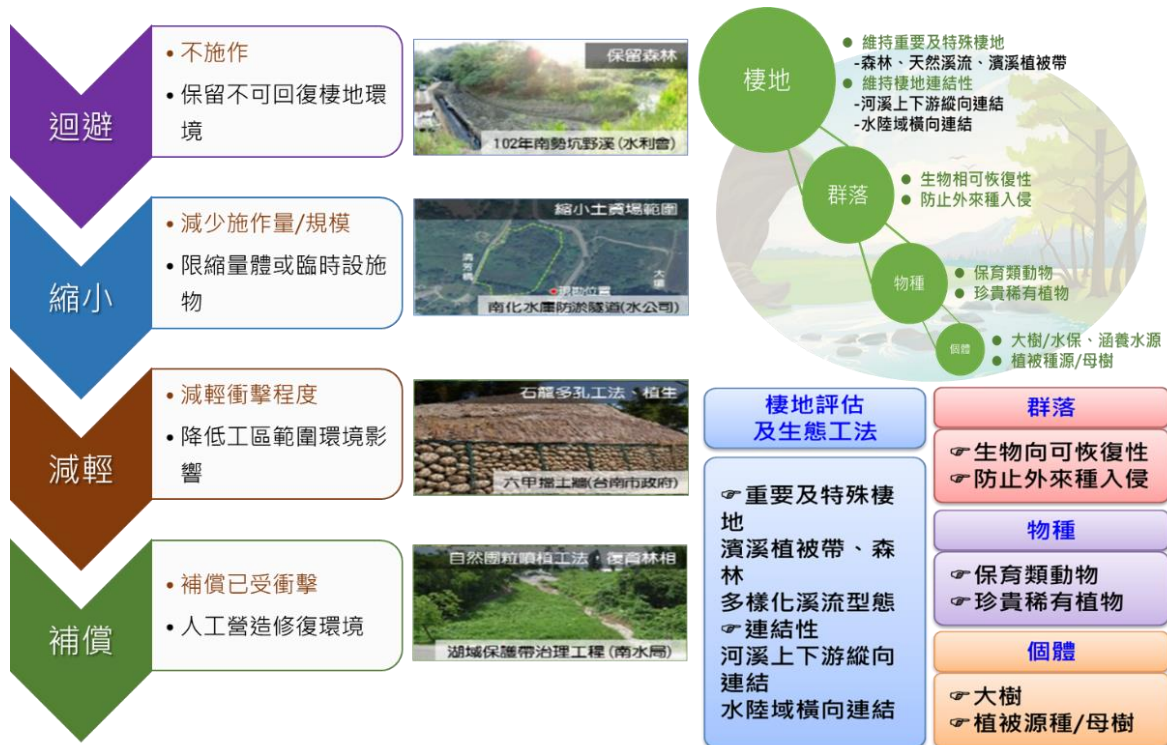 迴避
• 不施作
• 保留不可回復棲地環
境
保留森林
102年南勢坑野溪(水利會)
縮小
• 減少施作量/規模
• 限縮量體或臨時設施
物
縮小土資場範圍
南化水庫防淤隧道(水公司)
減輕
• 減輕衝擊程度
• 降低工區範圍環境影
響
石籠多孔工法、植生
六甲擋土牆(台南市政府)
補償
• 補償已受衝擊
• 人工營造修復環境
自然團粒噴植工法，復育林相
湖域保護帶治理工程(南水局)
棲地
● 維持重要及特殊棲地
-森林、天然溪流、濱溪植被帶
● 維持棲地連結性
-河溪上下游縱向連結
-水陸域橫向連結
群落
● 生物相可恢復性
● 防止外來種入侵
物種
● 保育類動物
● 珍貴稀有植物
個體
● 大樹/水保、涵養水源
● 植被種源/母樹
棲地評估
及生態工法
☞重要及特殊棲
地
濱溪植被帶、森
林
多樣化溪流型態
☞連結性
河溪上下游縱向
連結
水陸域橫向連結
群落
☞生物向可恢復性
☞防止外來種入侵
物種
☞保育類動物
☞珍貴稀有植物
個體
☞大樹
☞植被源種/母樹